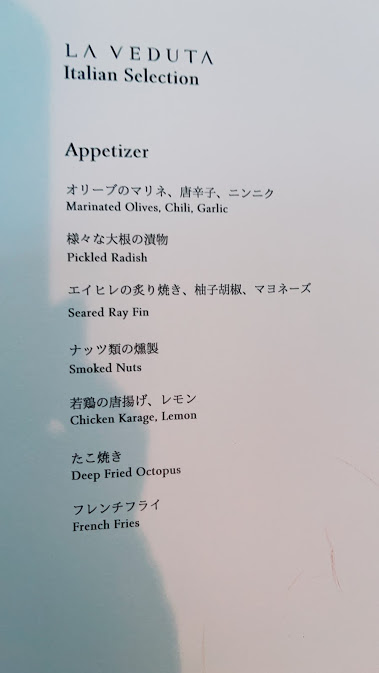 LA VEDUTA
Italian Selection
Appetizer
オリーブのマリネ、唐辛子、ニンニク
Marinated Olives, Chili, Garlic
様々な大根の漬物
Pickled Radish
エイヒレの炙り焼き、柚子胡椒、マヨネーズ
Seared Ray Fin
ナッツ類の燻製
Smoked Nuts
若鶏の唐揚げ、レモン
Chicken Karage, Lemon
たこ焼き
Deep Fried Octopus
フレンチフライ
French Fries